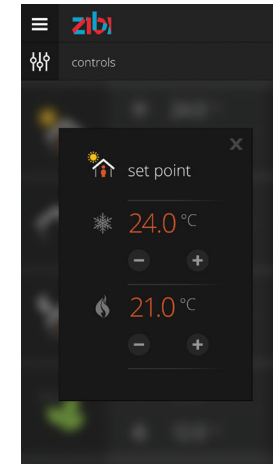 zibi
controls
X
set point
24.0 °C
− +
21.0 °C
− +